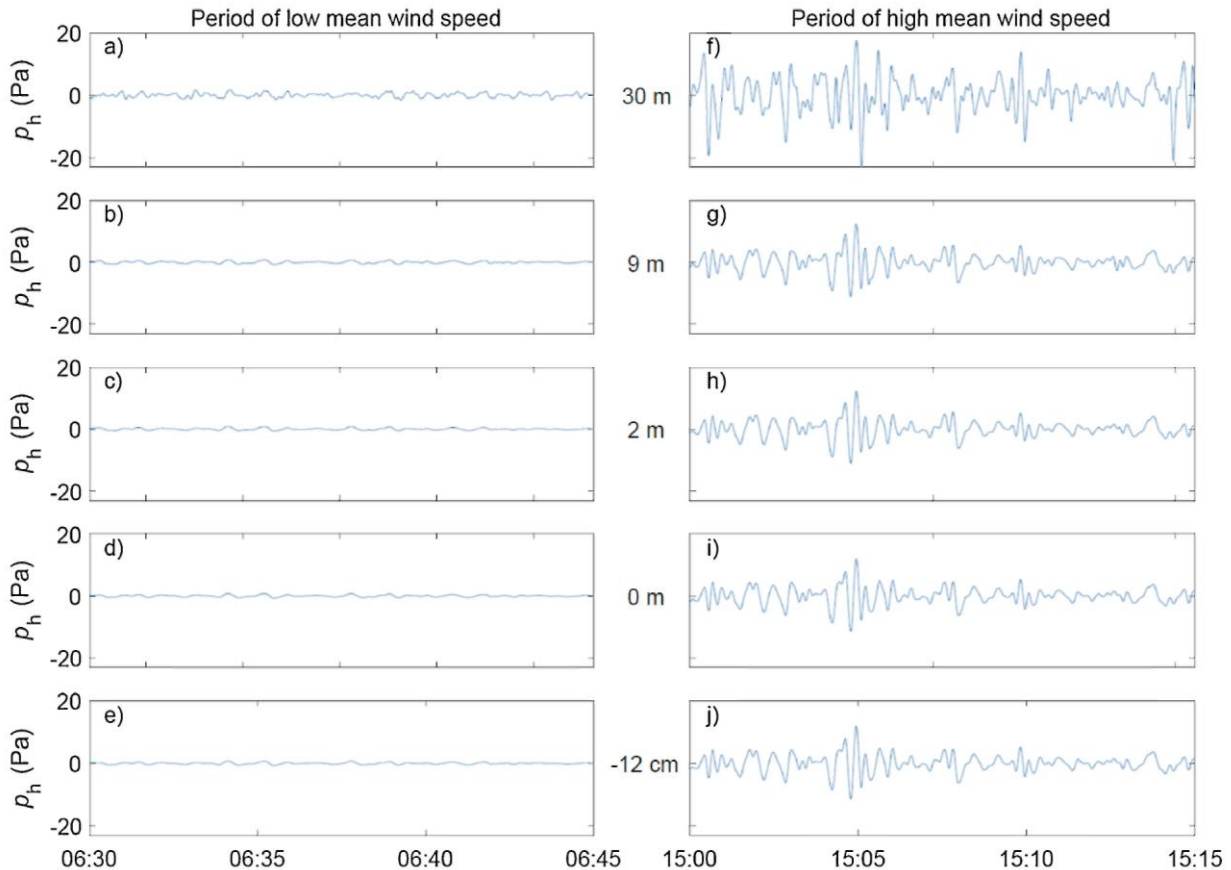 Period of low mean wind speed
Period of high mean wind speed
20
a)
f)
0
30 m
-20
p_h (Pa)
20
b)
g)
0
9 m
-20
p_h (Pa)
20
c)
h)
0
2 m
-20
p_h (Pa)
20
d)
i)
0
0 m
-20
p_h (Pa)
20
e)
j)
0
-12 cm
-20
p_h (Pa)
06:30 06:35 06:40 06:45
15:00 15:05 15:10 15:15